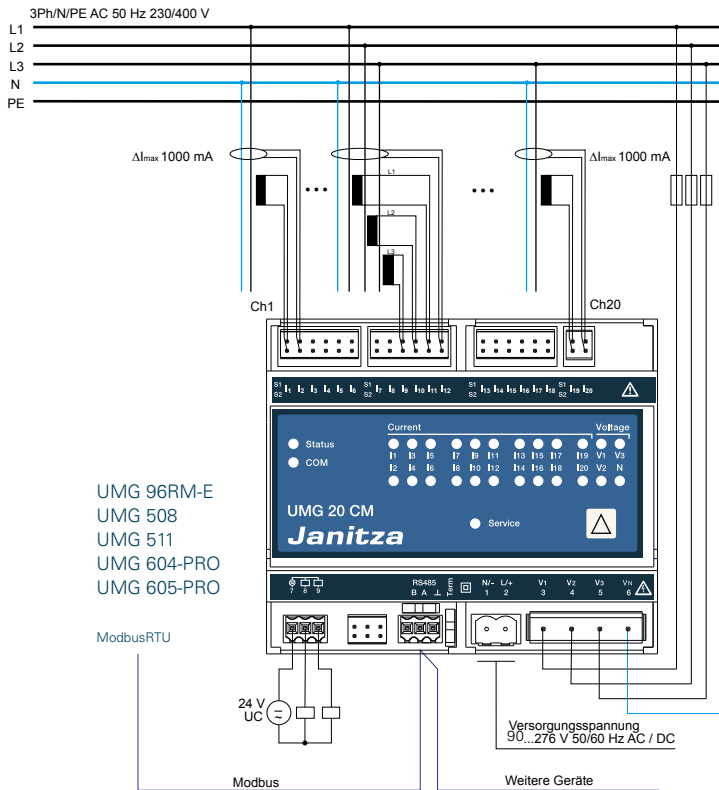 3Ph/N/PE AC 50 Hz 230/400 V
L1
L2
L3
N
PE
ΔImax 1000 mA
ΔImax 1000 mA
L1
L2
L3
Ch1
Ch20
S1 S2 I1 I2 I3 I4 I5 I6 S1 S2 I7 I8 I9 I10 I11 I12 S1 S2 I13 I14 I15 I16 I17 I18 S1 S2 I19 I20
Current Voltage
Status
COM
I1 I3 I5 I7 I9 I11 I13 I15 I17 I19 V1 V3
I2 I4 I6 I8 I10 I12 I14 I16 I18 I20 V2 N
UMG 20 CM
Janitza
Service
UMG 96RM-E
UMG 508
UMG 511
UMG 604-PRO
UMG 605-PRO
ModbusRTU
7 8 9
RS485
B A
Term
N/- L/+
1 2
V1 V2 V3 VN
3 4 5 6
24 V
UC
Versorgungsspannung
90...276 V 50/60 Hz AC / DC
Modbus
Weitere Geräte